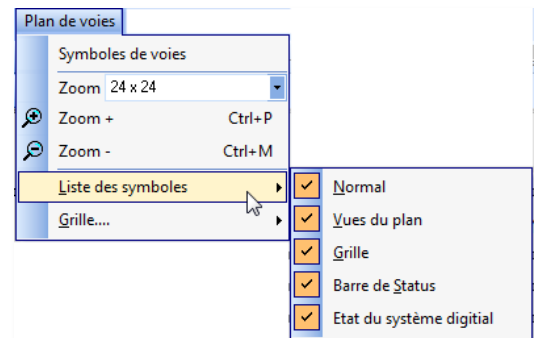 Plan de voies
Symboles de voies
Zoom 24 x 24
Zoom + Ctrl+P
Zoom - Ctrl+M
Liste des symboles
Grille....
Normal
Vues du plan
Grille
Barre de Status
Etat du système digitial